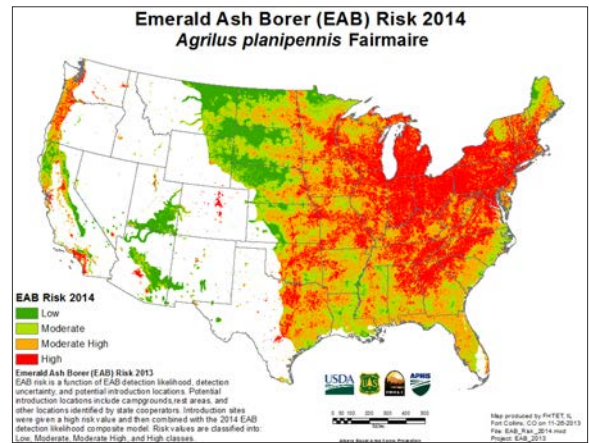 Emerald Ash Borer (EAB) Risk 2014
Agrilus planipennis Fairmaire
EAB Risk 2014
Low
Moderate
Moderate High
High
Emerald Ash Borer (EAB) Risk 2013
EAB risk is a function of EAB detection likelihood, detection
uncertainty, and potential introduction locations. Potential
introduction locations include campgrounds, rest areas, and
other locations identified by state cooperators. Introduction sites
were given a high risk value and then combined with the 2014 EAB
detection likelihood composite model. Risk values are classified into:
Low, Moderate, Moderate High, and High classes.
USDA
APHIS
Map produced by FHTET, IL
Fort Collins, CO on 11-26-2013
File: EAB_Risk_2014.mxd
Project: EAB_2013